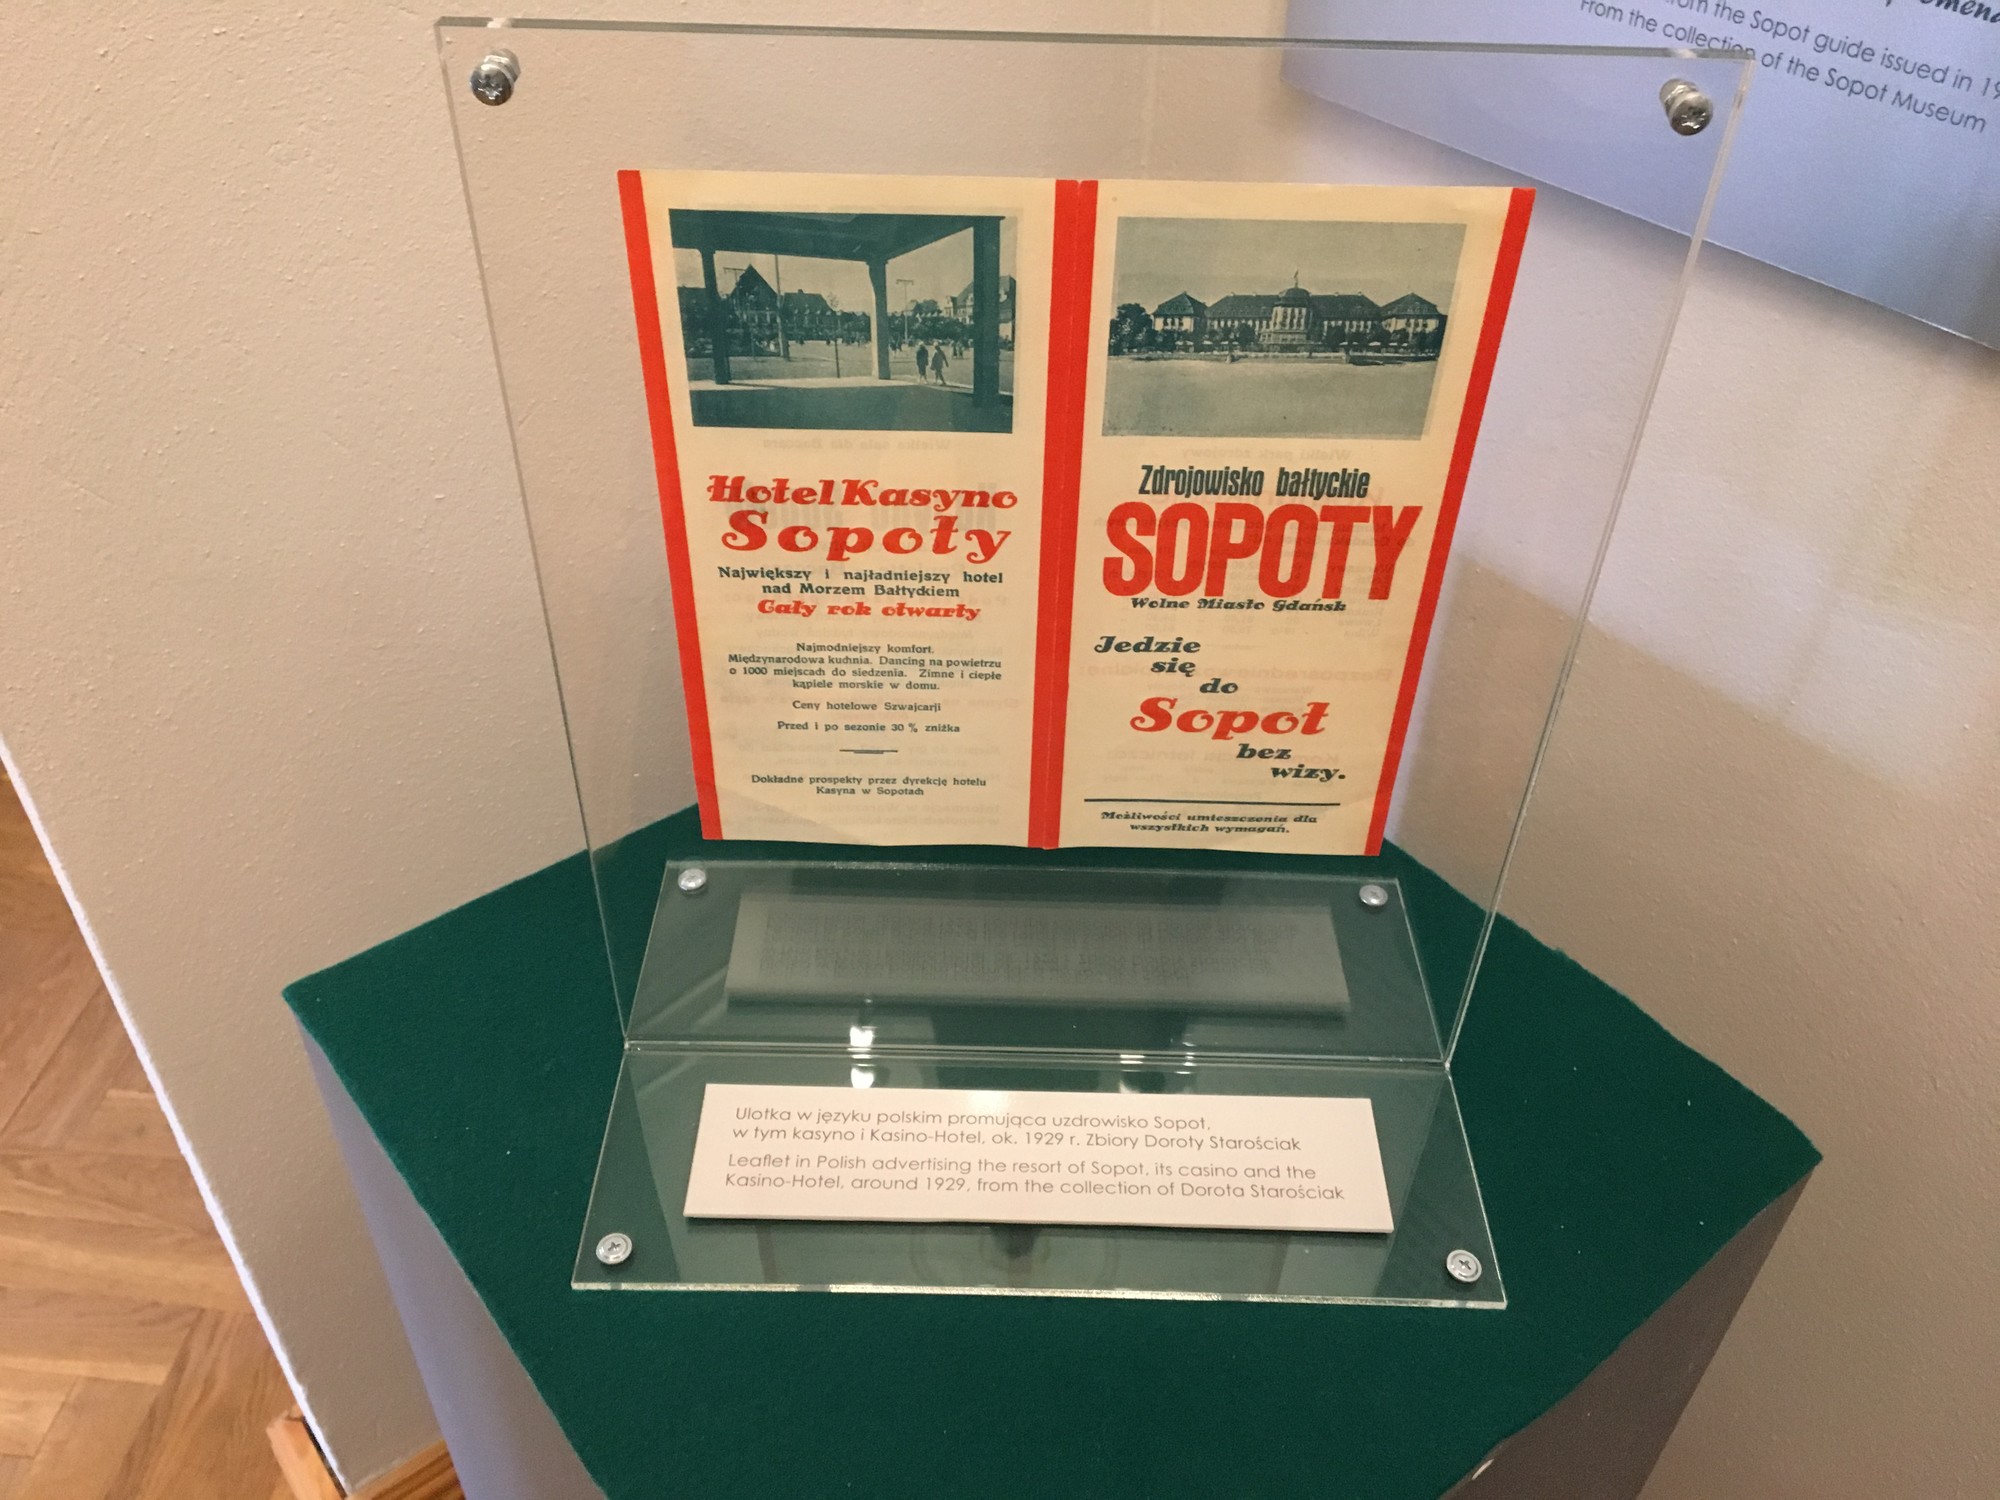 from the Sopot guide issued in 19
From the collection of the Sopot Museum
Hotel Kasyno
Sopoty
Największy i najładniejszy hotel
nad Morzem Bałtyckiem
Cały rok otwarty
Najmodniejszy komfort.
Międzynarodowa kuchnia. Dancing na powietrzu
o 1000 miejscach do siedzenia. Zimne i ciepłe
kąpiele morskie w domu.
Ceny hotelowe Szwajcarji
Przed i po sezonie 30 % zniżka
Dokładne prospekty przez dyrekcję hotelu
Kasyna w Sopotach
Zdrojowisko bałtyckie
SOPOTY
Wolne Miasto Gdańsk
Jedzie
się
do
Sopot
bez
wizy.
Możliwości umieszczenia dla
wszystkich wymagań.
Ulotka w języku polskim promująca uzdrowisko Sopot,
w tym kasyno i Kasino-Hotel, ok. 1929 r. Zbiory Doroty Starościak
Leaflet in Polish advertising the resort of Sopot, its casino and the
Kasino-Hotel, around 1929, from the collection of Dorota Starościak